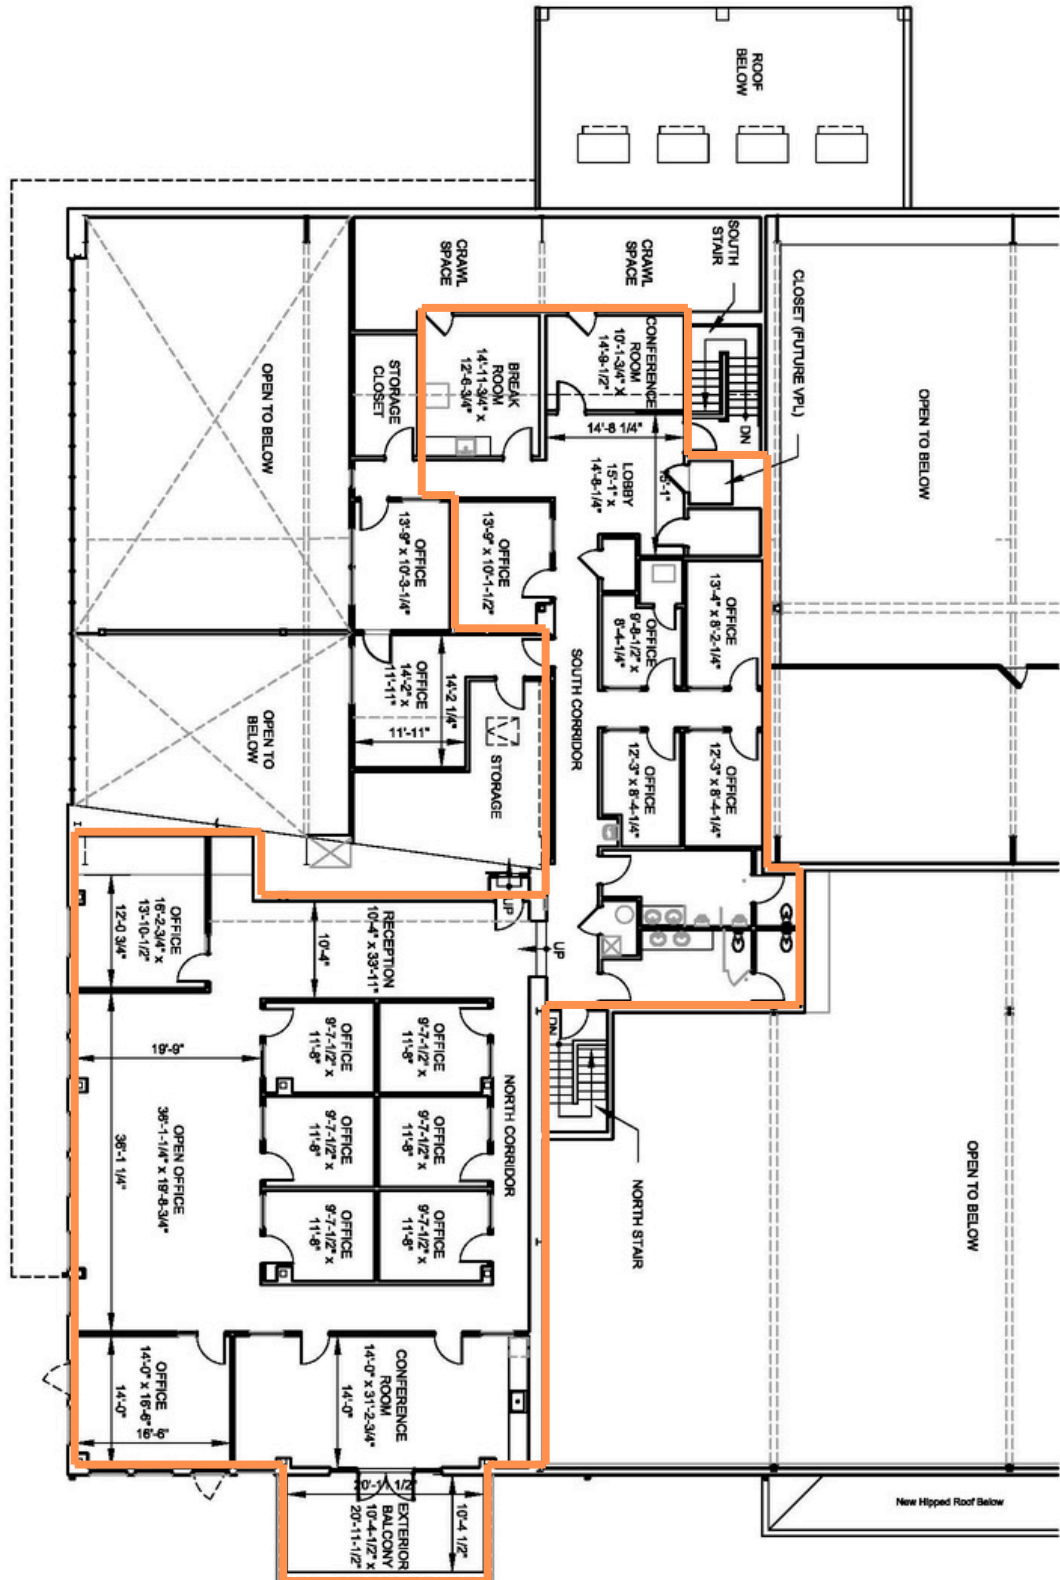 ROOF
BELOW
SOUTH
STAIR
CRAWL
SPACE
CRAWL
SPACE
CLOSET (FUTURE VPL)
CONFERENCE
ROOM
10'-1-3/4" x
14'-9-1/2"
BREAK
ROOM
14'-11-3/4" x
12'-6-3/4"
STORAGE
CLOSET
OPEN TO BELOW
OPEN TO BELOW
DN
14'-8 1/4"
15'-1"
LOBBY
15'-1" x
14'-8-1/4"
OFFICE
13'-9" x 10'-3-1/4"
OFFICE
13'-9" x 10'-1-1/2"
OFFICE
13'-4" x 8'-2-1/4"
OFFICE
9'-8-1/2" x
8'-4-1/4"
SOUTH CORRIDOR
OFFICE
14'-2" x
11'-11"
14'-2 1/4"
11'-11"
STORAGE
OPEN TO
BELOW
OFFICE
12'-3" x 8'-4-1/4"
OFFICE
12'-3" x 8'-4-1/4"
UP
UP
OFFICE
16'-2-3/4" x
13'-10-1/2"
12'-0 3/4"
RECEPTION
10'-4" x 33'-11"
10'-4"
DN
19'-9"
OFFICE
9'-7-1/2" x
11'-8"
OFFICE
9'-7-1/2" x
11'-8"
OFFICE
9'-7-1/2" x
11'-8"
OFFICE
9'-7-1/2" x
11'-8"
OFFICE
9'-7-1/2" x
11'-8"
OFFICE
9'-7-1/2" x
11'-8"
NORTH CORRIDOR
NORTH STAIR
OPEN TO BELOW
OPEN OFFICE
36'-1-1/4" x 19'-8-3/4"
36'-1 1/4"
OFFICE
14'-0" x 16'-6"
14'-0"
16'-6"
CONFERENCE
ROOM
14'-0" x 31'-2-3/4"
14'-0"
20'-11 1/2"
EXTERIOR
BALCONY
10'-4-1/2" x
20'-11-1/2"
10'-4 1/2"
New Hipped Roof Below